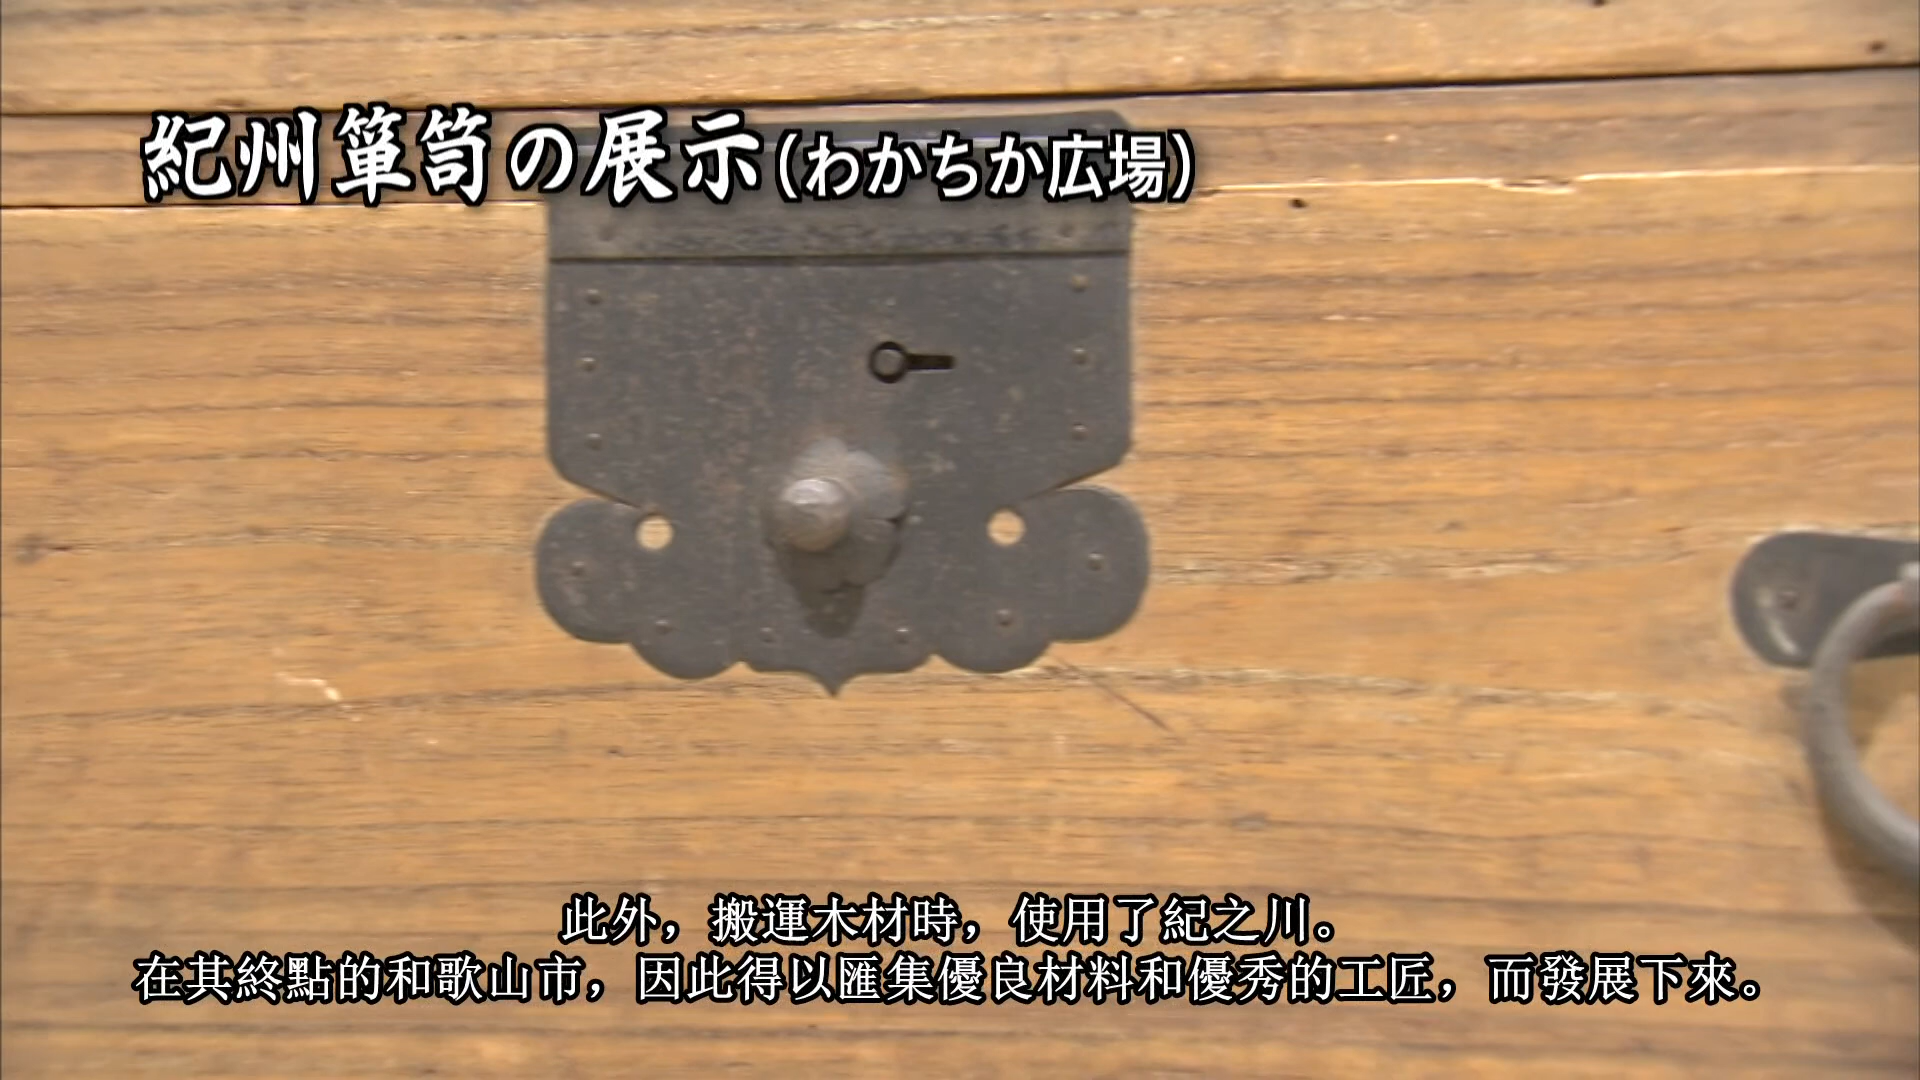 紀州箪笥の展示（わかちか広場）
此外，搬運木材時，使用了紀之川。
在其終點的和歌山市，因此得以匯集優良材料和優秀的工匠，而發展下來。